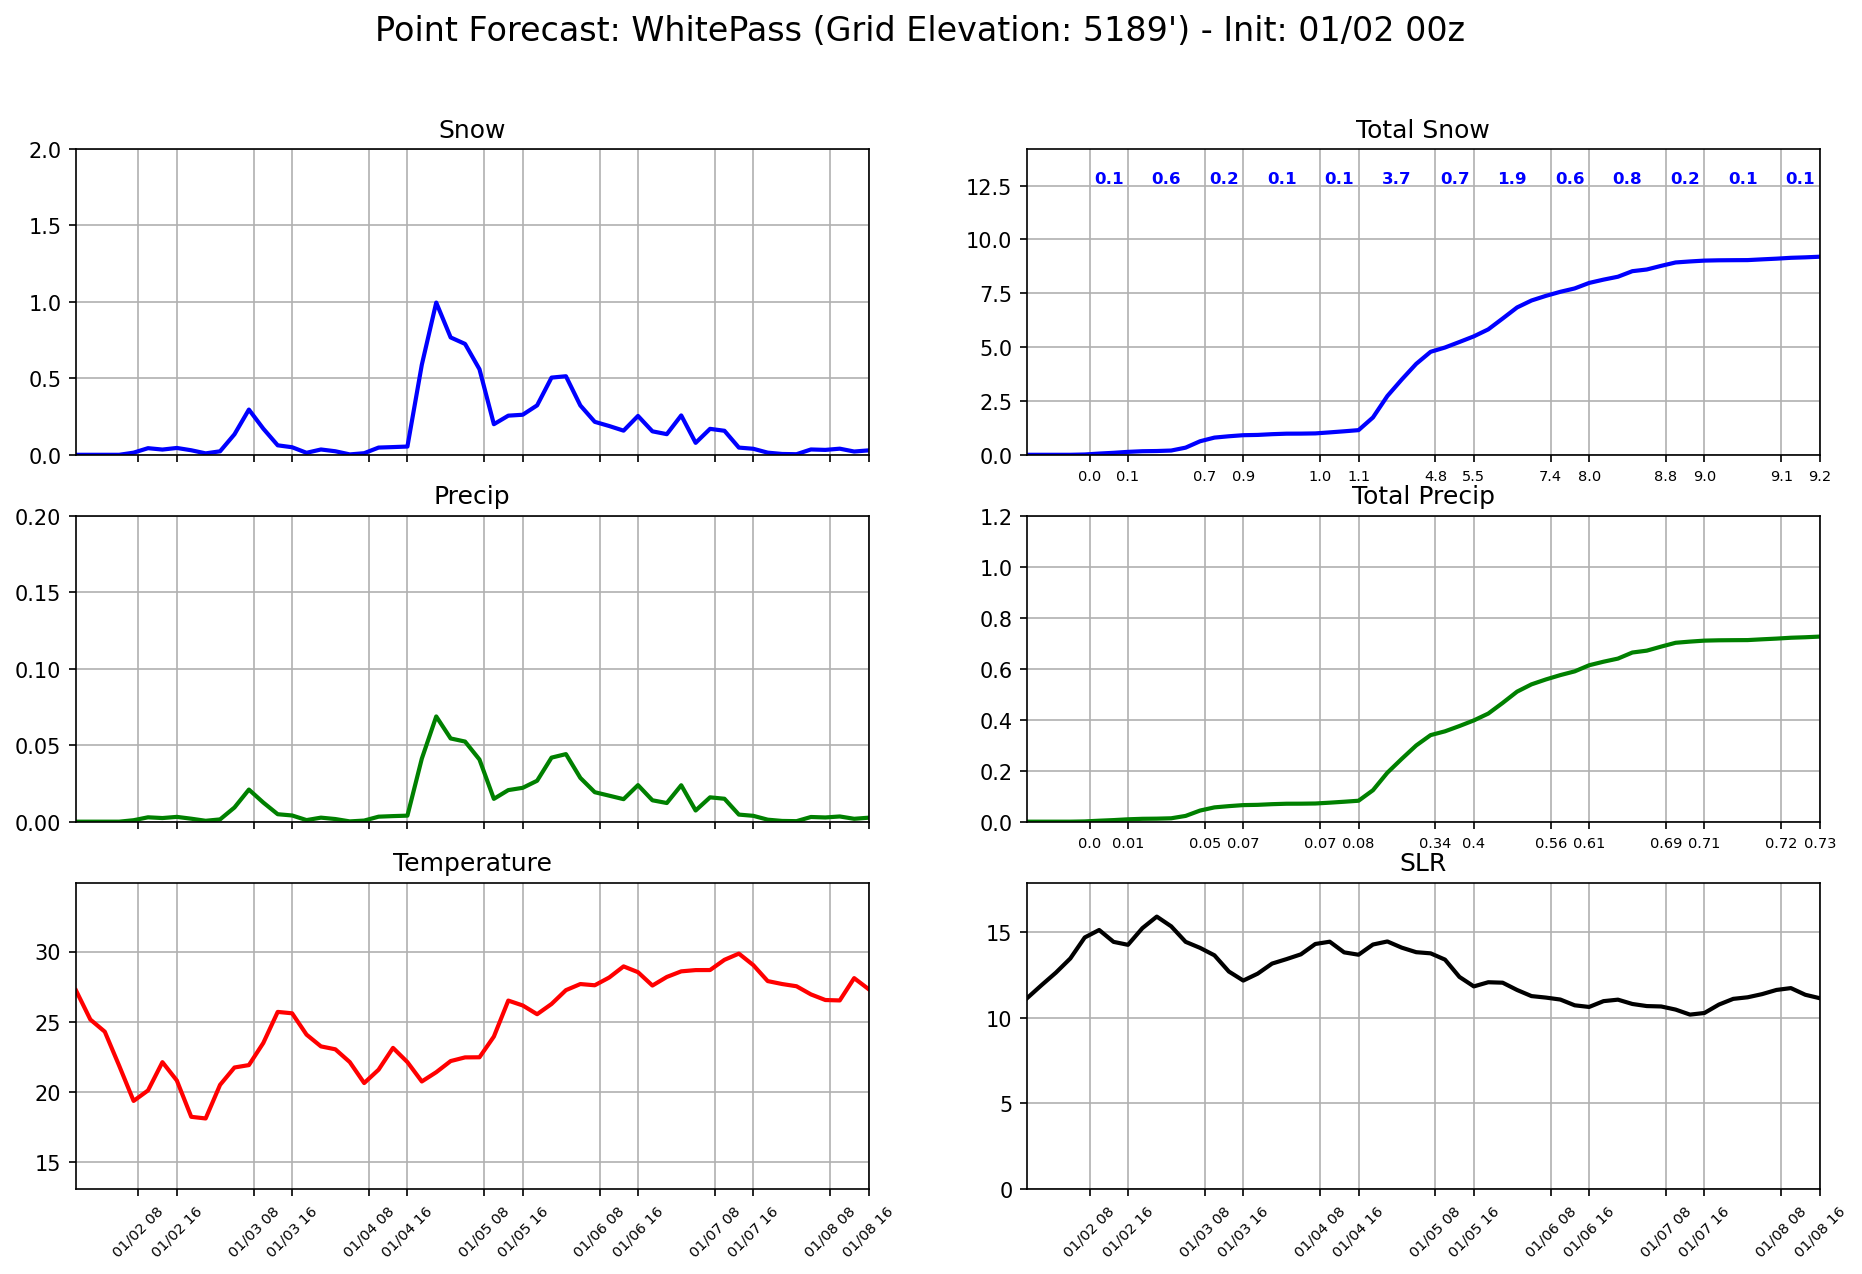 Point Forecast: WhitePass (Grid Elevation: 5189') - Init: 01/02 00z
Snow
2.0
1.5
1.0
0.5
0.0
Total Snow
0.1 0.6 0.2 0.1 0.1 3.7 0.7 1.9 0.6 0.8 0.2 0.1 0.1
12.5
10.0
7.5
5.0
2.5
0.0
0.0 0.1 0.7 0.9 1.0 1.1 4.8 5.5 7.4 8.0 8.8 9.0 9.1 9.2
Precip
0.20
0.15
0.10
0.05
0.00
Total Precip
1.2
1.0
0.8
0.6
0.4
0.2
0.0
0.0 0.01 0.05 0.07 0.07 0.08 0.34 0.4 0.56 0.61 0.69 0.71 0.72 0.73
Temperature
30
25
20
15
01/02 08 01/02 16 01/03 08 01/03 16 01/04 08 01/04 16 01/05 08 01/05 16 01/06 08 01/06 16 01/07 08 01/07 16 01/08 08 01/08 16
SLR
15
10
5
0
01/02 08 01/02 16 01/03 08 01/03 16 01/04 08 01/04 16 01/05 08 01/05 16 01/06 08 01/06 16 01/07 08 01/07 16 01/08 08 01/08 16